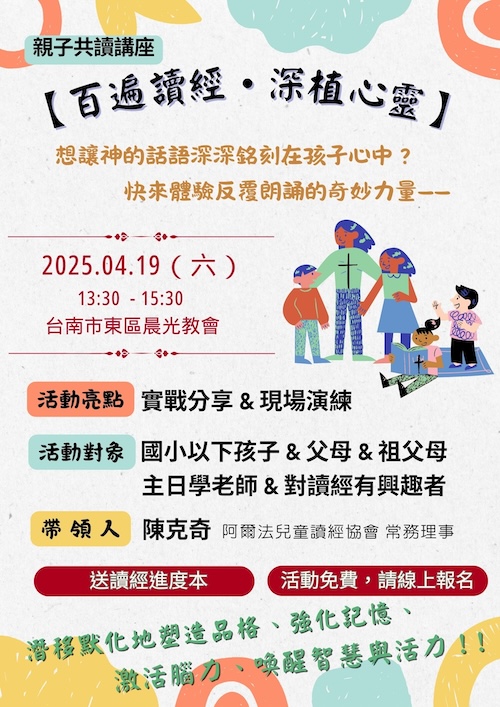 親子共讀講座
【百遍讀經・深植心靈】
想讓神的話語深深銘刻在孩子心中？
快來體驗反覆朗誦的奇妙力量——
2025.04.19（六）
13:30 - 15:30
台南市東區晨光教會
活動亮點 實戰分享 & 現場演練
活動對象 國小以下孩子 & 父母 & 祖父母
主日學老師 & 對讀經有興趣者
帶領人 陳克奇 阿爾法兒童讀經協會 常務理事
送讀經進度本 活動免費，請線上報名
潛移默化地塑造品格、強化記憶、
激活腦力、喚醒智慧與活力！！